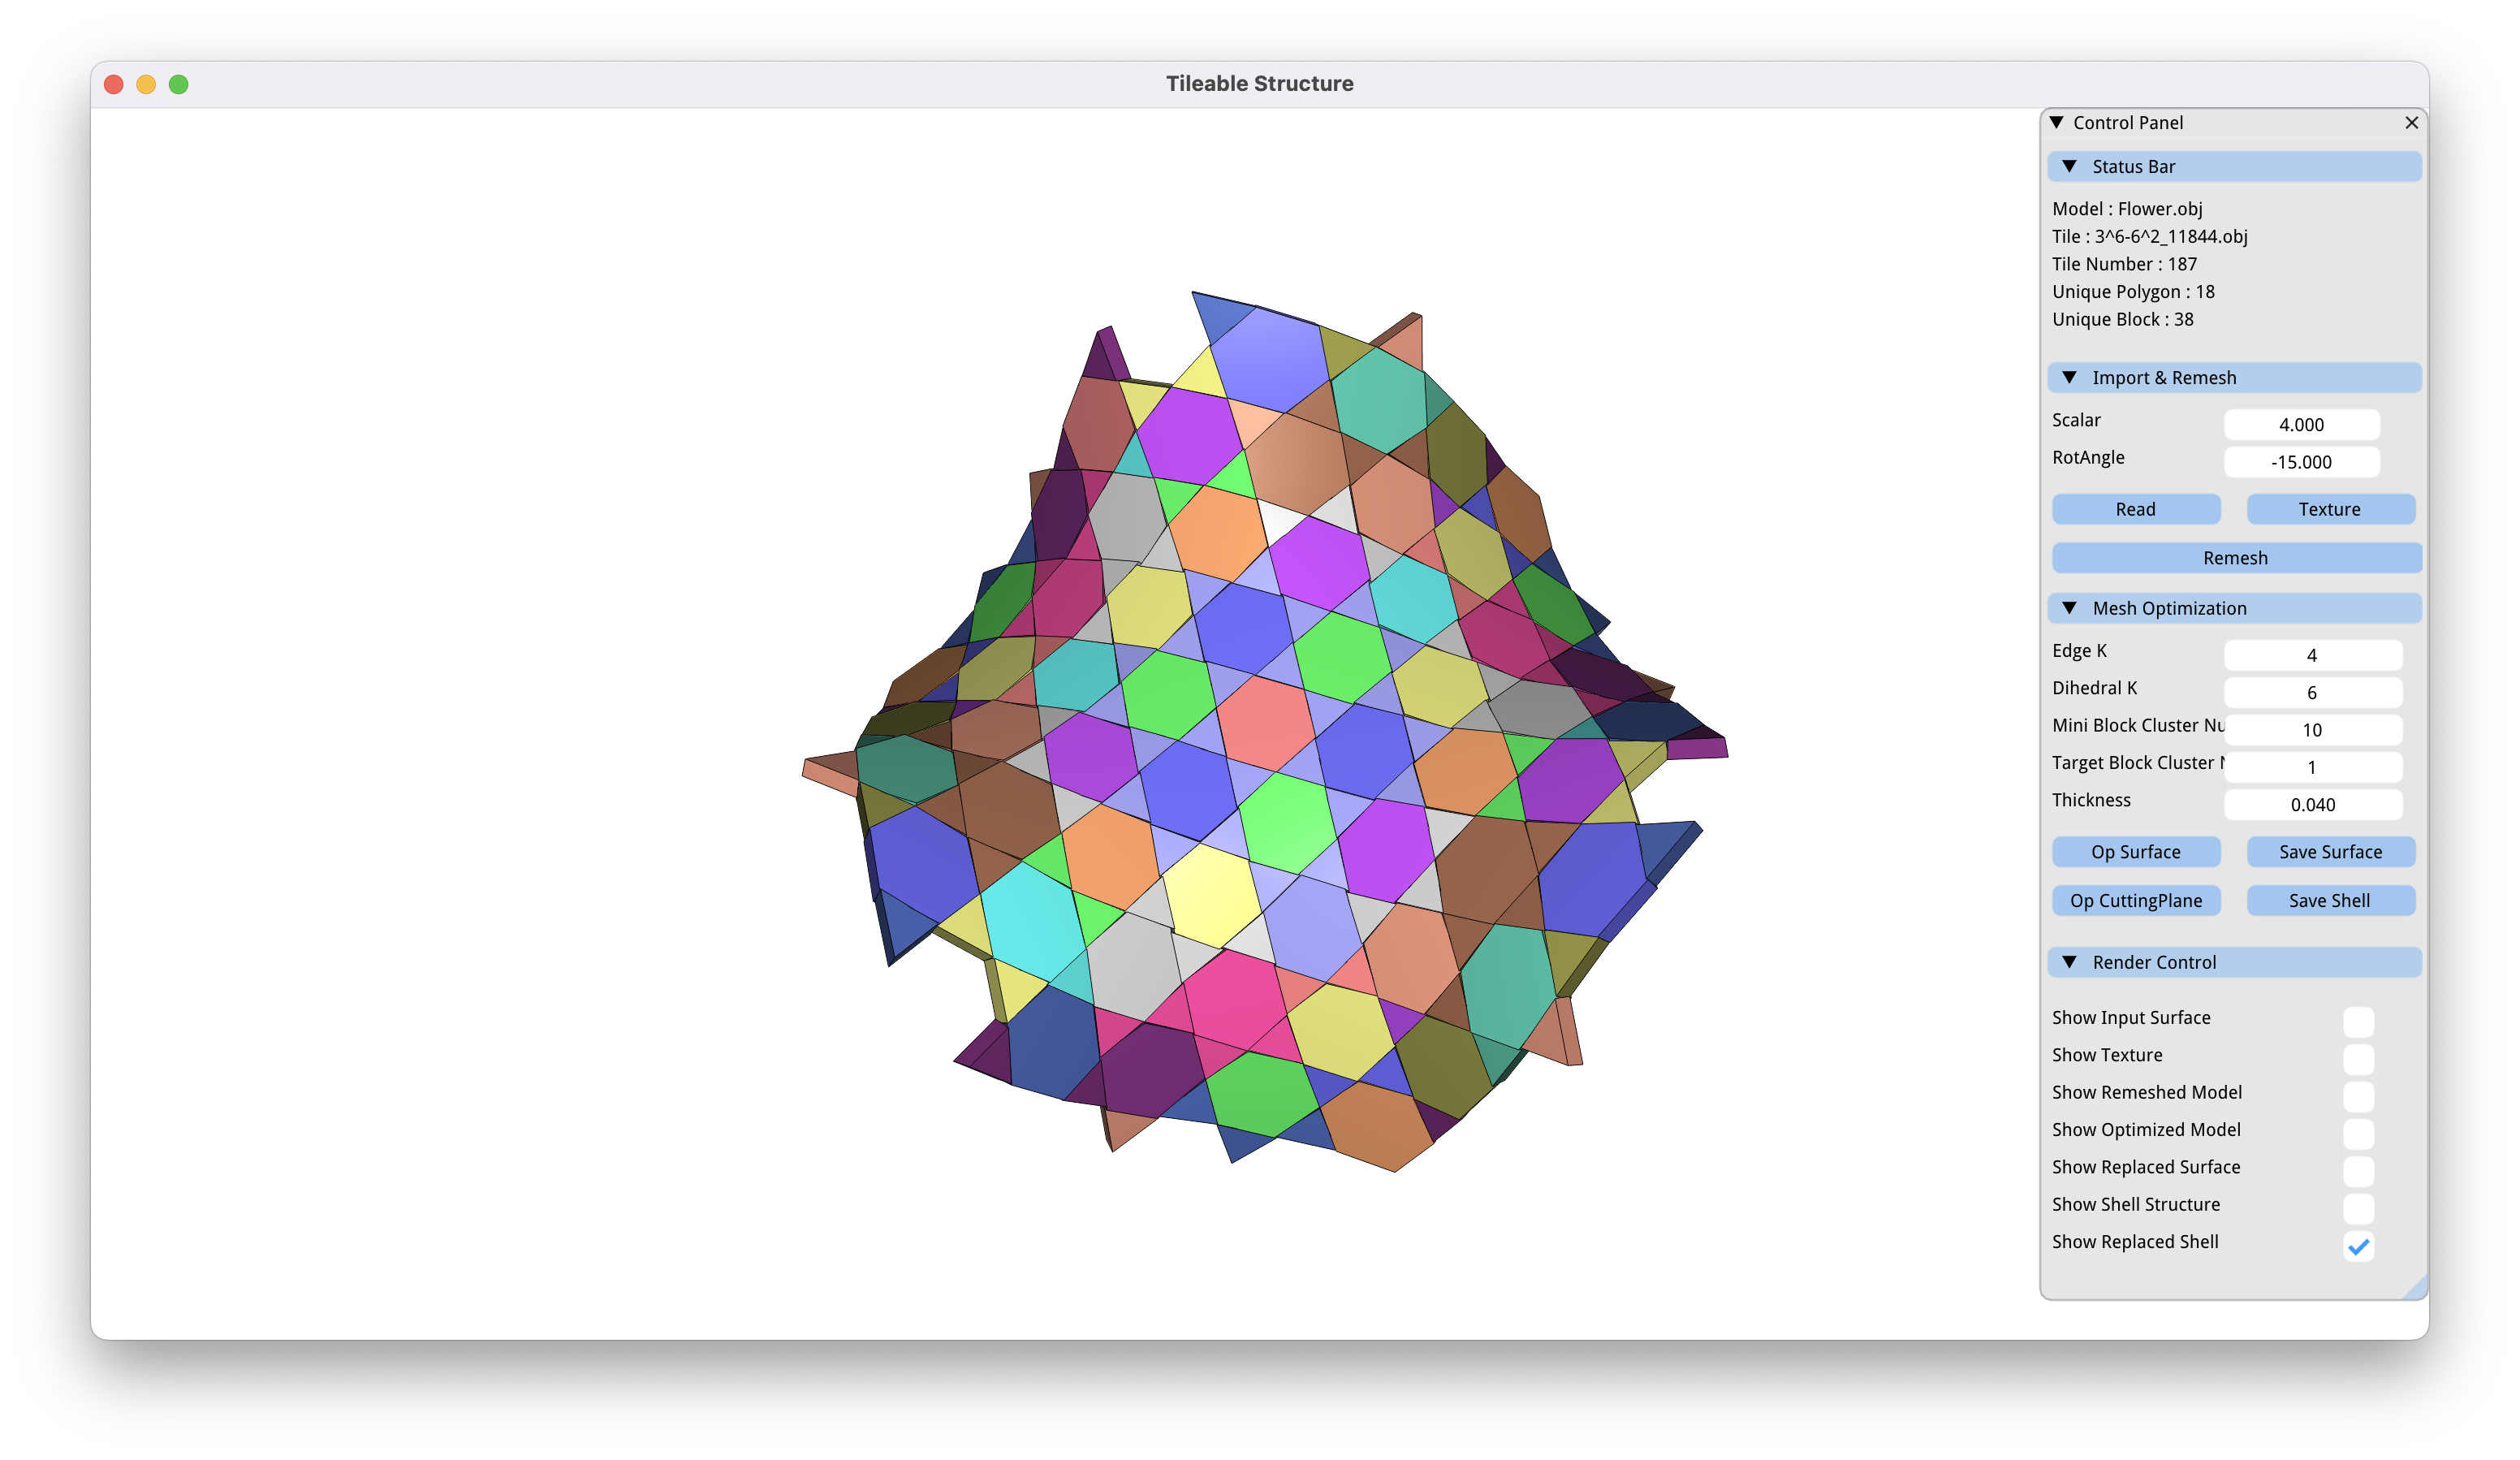 Tileable Structure
Control Panel
Status Bar
Model : Flower.obj
Tile : 3^6-6^2_11844.obj
Tile Number : 187
Unique Polygon : 18
Unique Block : 38
Import & Remesh
Scalar 4.000
RotAngle -15.000
Read Texture
Remesh
Mesh Optimization
Edge K 4
Dihedral K 6
Mini Block Cluster Nu 10
Target Block Cluster 1
Thickness 0.040
Op Surface Save Surface
Op CuttingPlane Save Shell
Render Control
Show Input Surface
Show Texture
Show Remeshed Model
Show Optimized Model
Show Replaced Surface
Show Shell Structure
Show Replaced Shell